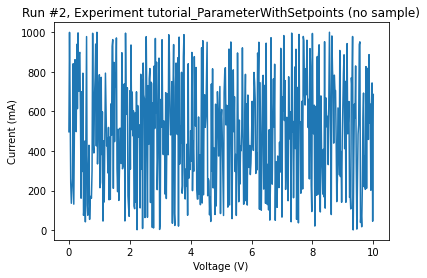 Run #2, Experiment tutorial_ParameterWithSetpoints (no sample)
1000
800
600
400
200
0
Current (mA)
0 2 4 6 8 10
Voltage (V)